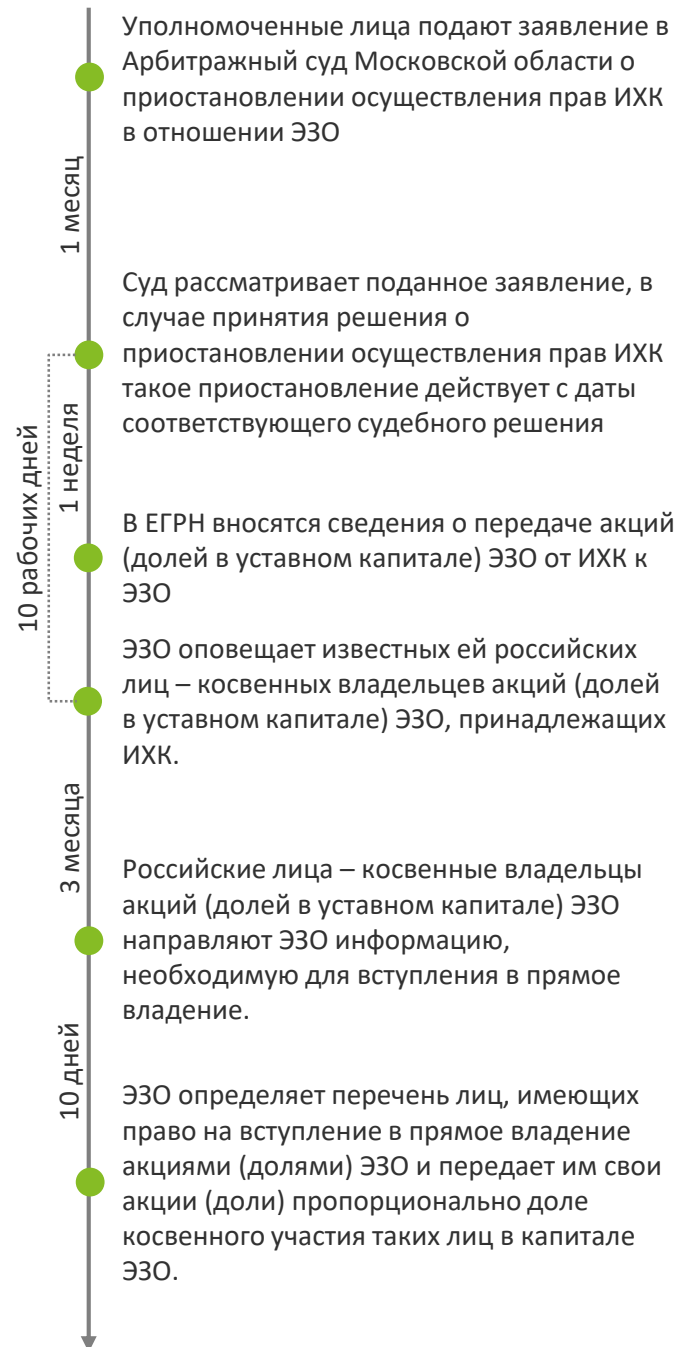 Уполномоченные лица подают заявление в
Арбитражный суд Московской области о
приостановлении осуществления прав ИХК
в отношении ЭЗО
1 месяц
Суд рассматривает поданное заявление, в
случае принятия решения о
приостановлении осуществления прав ИХК
такое приостановление действует с даты
соответствующего судебного решения
10 рабочих дней
1 неделя
В ЕГРН вносятся сведения о передаче акций
(долей в уставном капитале) ЭЗО от ИХК к
ЭЗО
ЭЗО оповещает известных ей российских
лиц – косвенных владельцев акций (долей
в уставном капитале) ЭЗО, принадлежащих
ИХК.
3 месяца
Российские лица – косвенные владельцы
акций (долей в уставном капитале) ЭЗО
направляют ЭЗО информацию,
необходимую для вступления в прямое
владение.
10 дней
ЭЗО определяет перечень лиц, имеющих
право на вступление в прямое владение
акциями (долями) ЭЗО и передает им свои
акции (доли) пропорционально доле
косвенного участия таких лиц в капитале
ЭЗО.